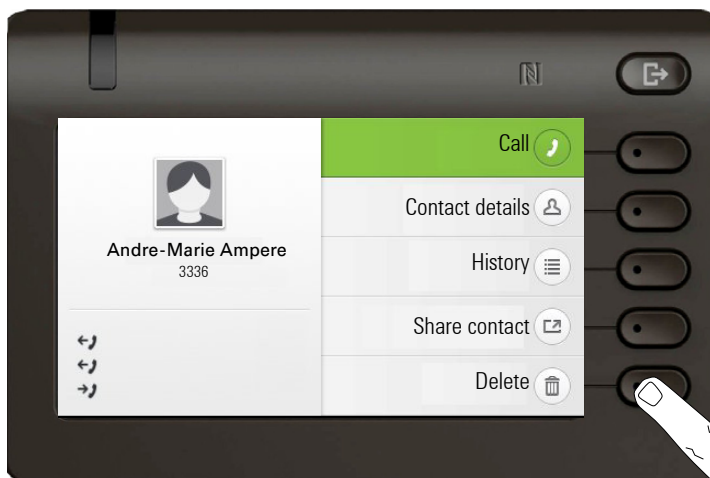 Call
Contact details
Andre-Marie Ampere
3336
History
Share contact
Delete